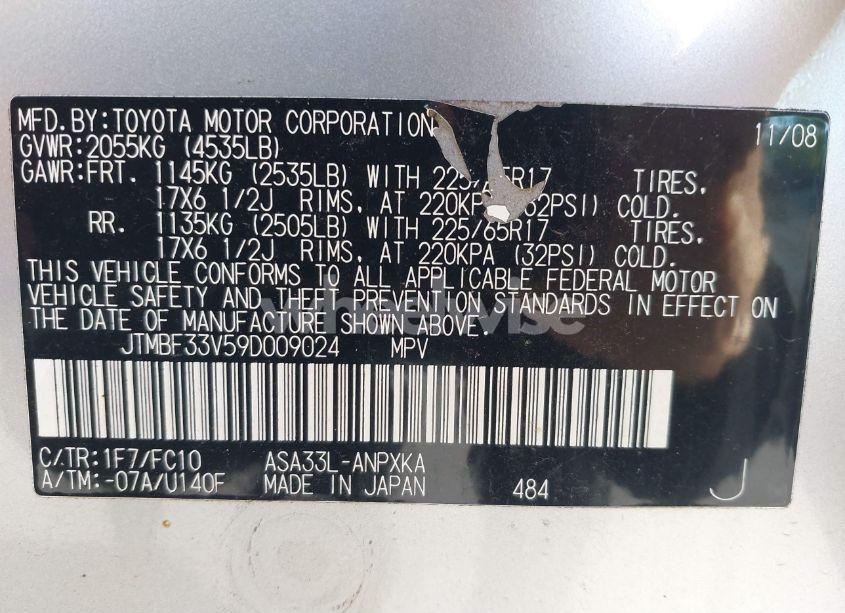 MFD.BY:TOYOTA MOTOR CORPORATION 11/08
GVWR:2055KG (4535LB)
GAWR:FRT. 1145KG (2535LB) WITH R17 TIRES,
17X6 1/2J RIMS, AT 220KPA COLD.
RR. 1135KG (2505LB) WITH 225/65R17 TIRES,
17X6 1/2J RIMS, AT 220KPA (32PSI) COLD.
THIS VEHICLE CONFORMS TO ALL APPLICABLE FEDERAL MOTOR
VEHICLE SAFETY AND THEFT PREVENTION STANDARDS IN EFFECT ON
THE DATE OF MANUFACTURE SHOWN ABOVE.
JTMBF33V59D009024 MPV
C/TR:1F7/FC10 ASA33L-ANPXKA
A/TM:-07A/U140F MADE IN JAPAN 484 J